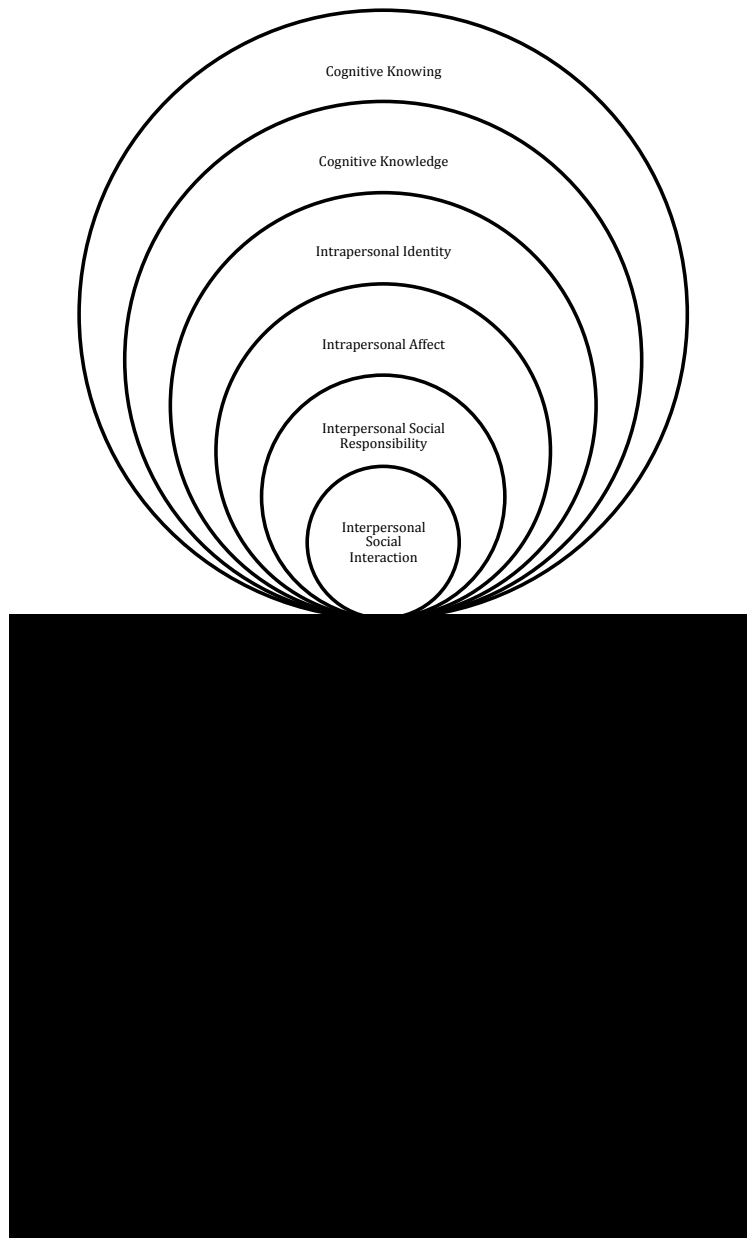 Cognitive Knowing
Cognitive Knowledge
Intrapersonal Identity
Intrapersonal Affect
Interpersonal Social
Responsibility
Interpersonal
Social
Interaction